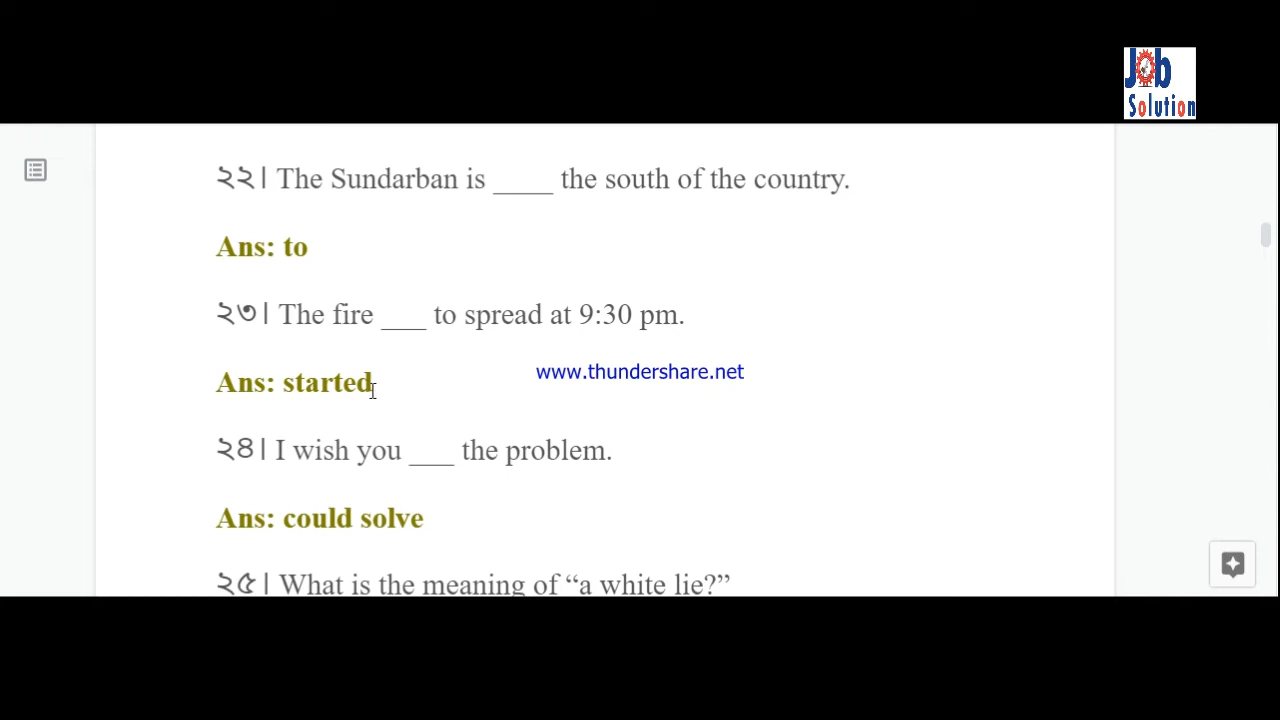 Job
Solution
২২। The Sundarban is ____ the south of the country.
Ans: to
২৩। The fire ___ to spread at 9:30 pm.
www.thundershare.net
Ans: started
২৪। I wish you ___ the problem.
Ans: could solve
২৫। What is the meaning of “a white lie?”